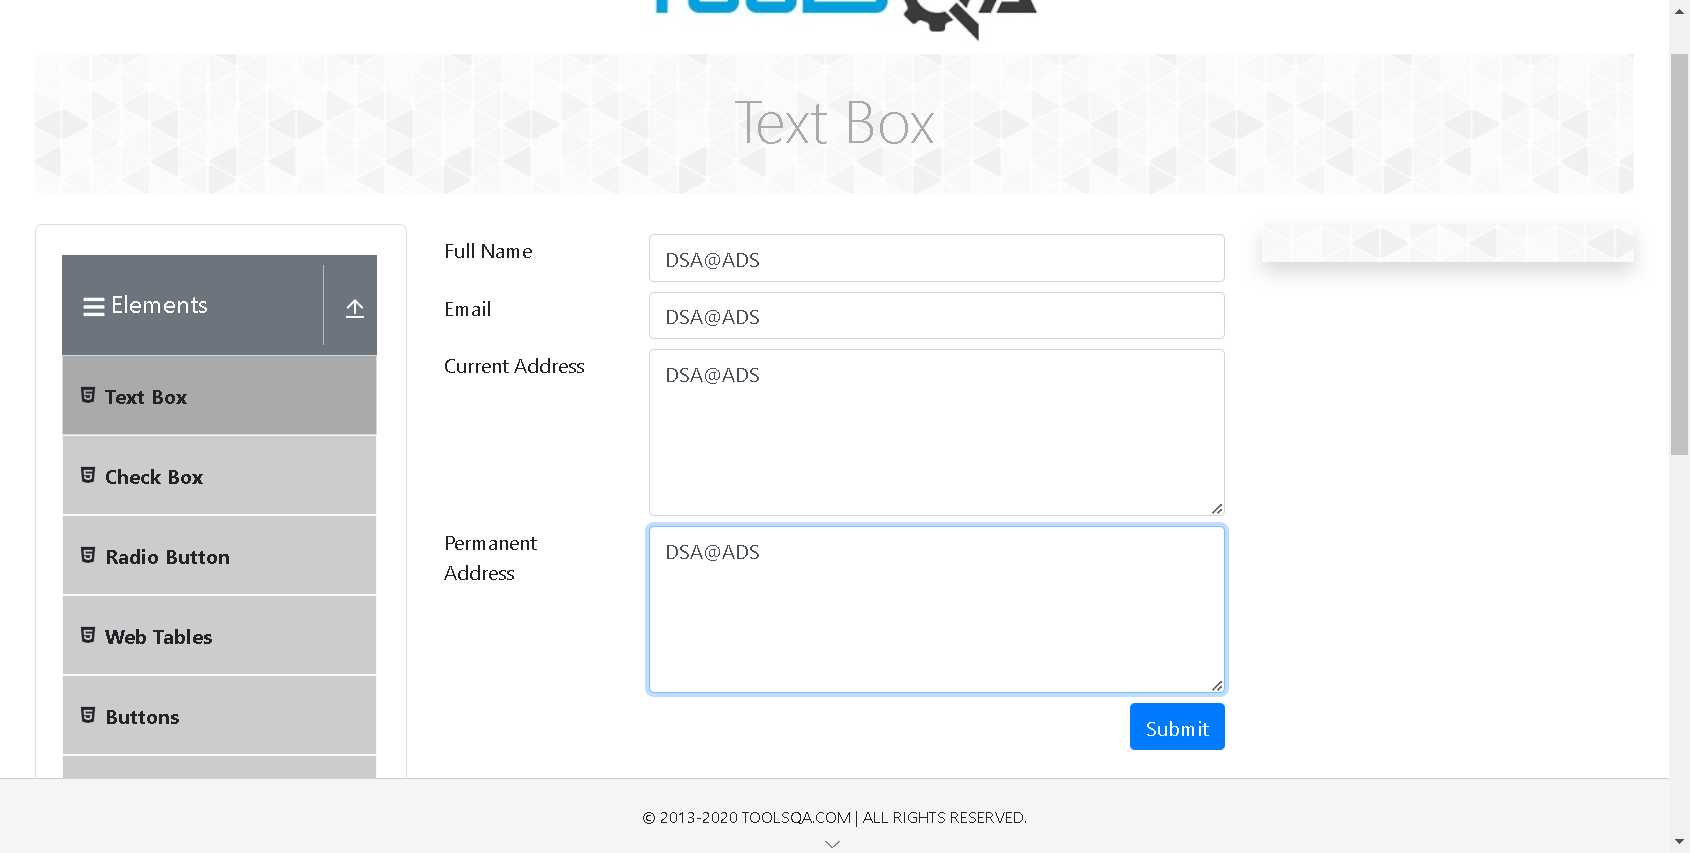 TOOLSQA
Text Box
Elements
Text Box
Check Box
Radio Button
Web Tables
Buttons
Full Name
DSA@ADS
Email
DSA@ADS
Current Address
DSA@ADS
Permanent
Address
DSA@ADS
Submit
© 2013-2020 TOOLSQA.COM | ALL RIGHTS RESERVED.